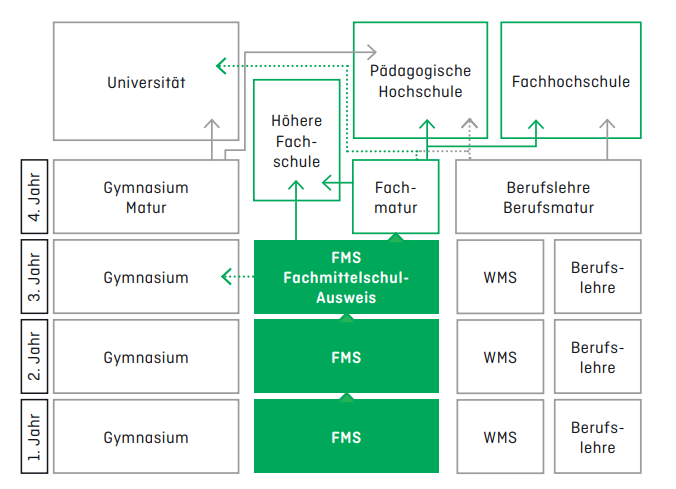 Universität
Pädagogische
Hochschule
Fachhochschule
Höhere
Fach-
schule
4. Jahr
Gymnasium
Matur
Fach-
matur
Berufslehre
Berufsmatur
3. Jahr
Gymnasium
FMS
Fachmittelschul-
Ausweis
WMS
Berufs-
lehre
2. Jahr
Gymnasium
FMS
WMS
Berufs-
lehre
1. Jahr
Gymnasium
FMS
WMS
Berufs-
lehre